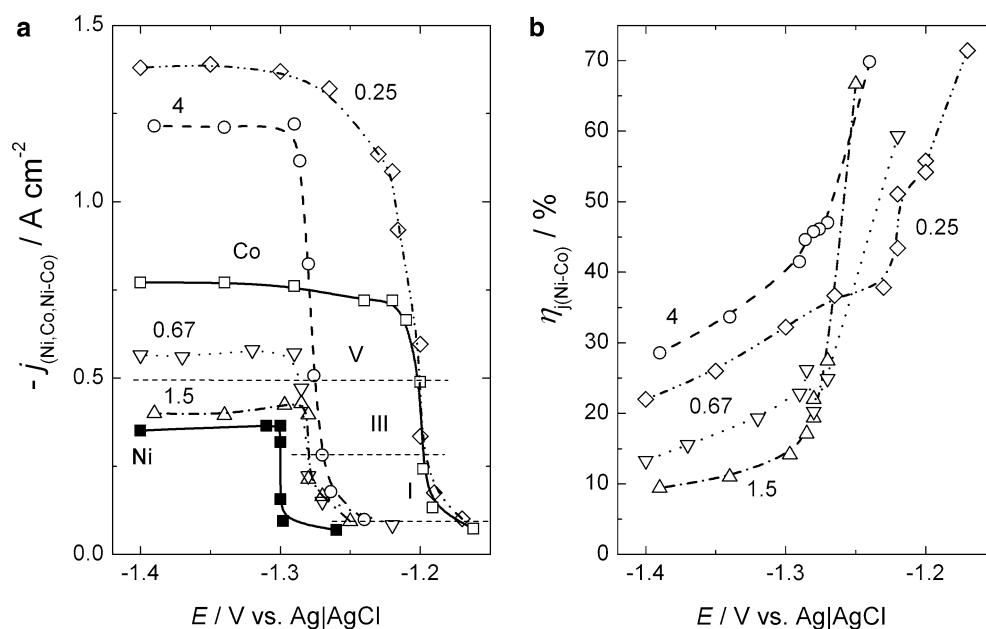 a
b
- j(Ni,Co,Ni-Co) / A cm-2
1.5
1.0
0.5
0.0
-1.4
-1.3
-1.2
E / V vs. Ag|AgCl
0.25
4
Co
0.67
V
1.5
III
Ni
I
ηj(Ni-Co) / %
70
60
50
40
30
20
10
0
-1.4
-1.3
-1.2
E / V vs. Ag|AgCl
0.25
4
0.67
1.5